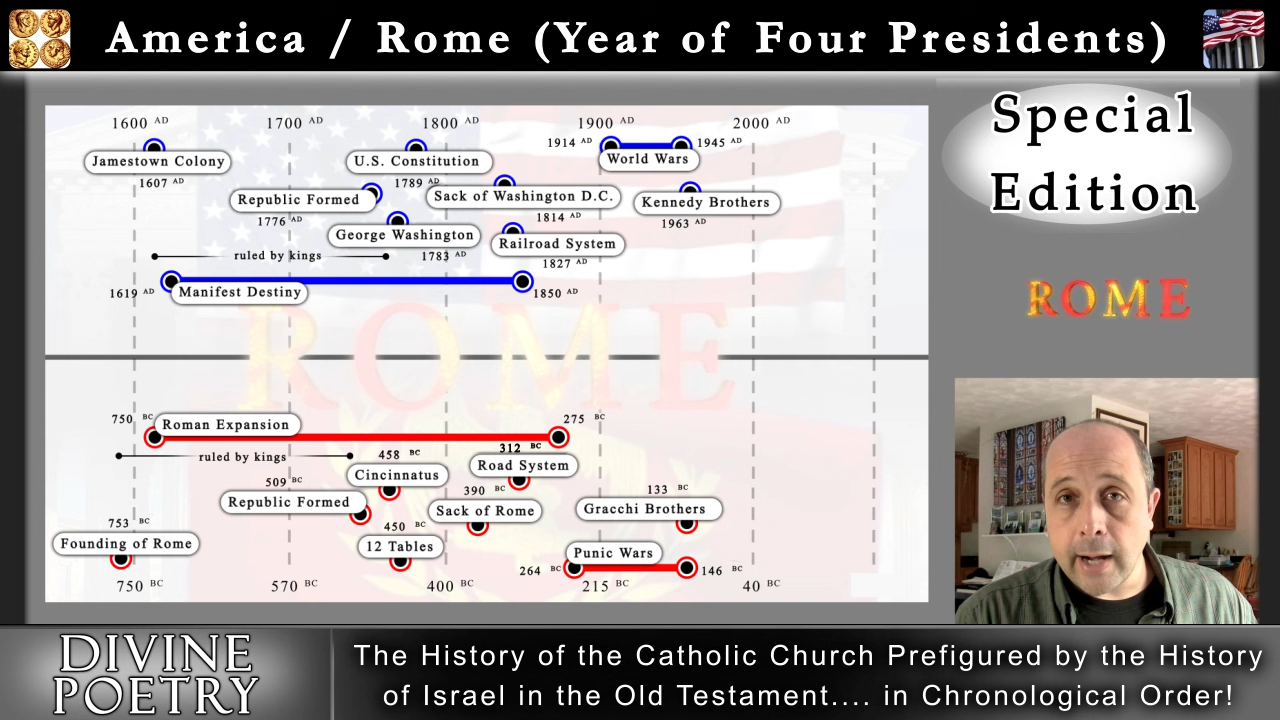 America / Rome (Year of Four Presidents)
Special
Edition
ROME
1600 AD
1700 AD
1800 AD
1900 AD
2000 AD
Jamestown Colony
1607 AD
U.S. Constitution
1789 AD
1914 AD
1945 AD
World Wars
Republic Formed
1776 AD
Sack of Washington D.C.
1814 AD
Kennedy Brothers
1963 AD
George Washington
1783 AD
Railroad System
1827 AD
ruled by kings
1619 AD
Manifest Destiny
1850 AD
ROME
750 BC
Roman Expansion
275 BC
ruled by kings
458 BC
Cincinnatus
312 BC
Road System
509 BC
Republic Formed
390 BC
Sack of Rome
133 BC
Gracchi Brothers
753 BC
Founding of Rome
450 BC
12 Tables
Punic Wars
264 BC
146 BC
750 BC
570 BC
400 BC
215 BC
40 BC
DIVINE
POETRY
The History of the Catholic Church Prefigured by the History
of Israel in the Old Testament.... in Chronological Order!